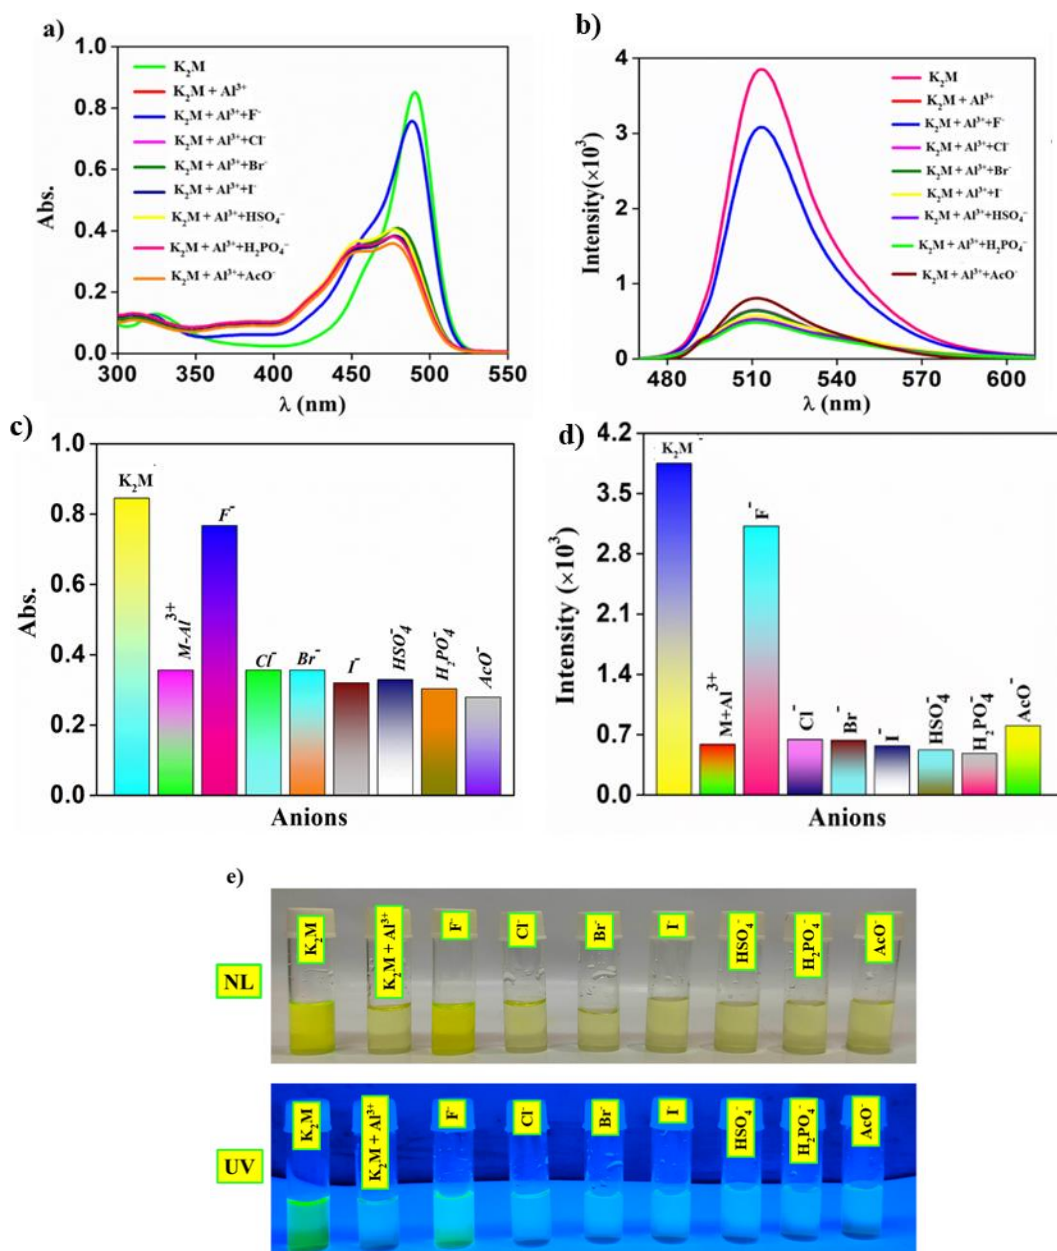 a)
1.0
0.8
0.6
0.4
0.2
0.0
Abs.
300 350 400 450 500 550
λ (nm)
K₂M
K₂M + Al³⁺
K₂M + Al³⁺+F⁻
K₂M + Al³⁺+Cl⁻
K₂M + Al³⁺+Br⁻
K₂M + Al³⁺+I⁻
K₂M + Al³⁺+HSO₄⁻
K₂M + Al³⁺+H₂PO₄⁻
K₂M + Al³⁺+AcO⁻
b)
4
3
2
1
0
Intensity(×10³)
480 510 540 570 600
λ (nm)
K₂M
K₂M + Al³⁺
K₂M + Al³⁺+F⁻
K₂M + Al³⁺+Cl⁻
K₂M + Al³⁺+Br⁻
K₂M + Al³⁺+I⁻
K₂M + Al³⁺+HSO₄⁻
K₂M + Al³⁺+H₂PO₄⁻
K₂M + Al³⁺+AcO⁻
c)
1.0
0.8
0.6
0.4
0.2
0.0
Abs.
K₂M
M-Al³⁺
F⁻
Cl⁻
Br⁻
I⁻
HSO₄⁻
H₂PO₄⁻
AcO⁻
Anions
d)
4.2
3.5
2.8
2.1
1.4
0.7
0.0
Intensity (×10³)
K₂M⁻
M+Al³⁺
F⁻
Cl⁻
Br⁻
I⁻
HSO₄⁻
H₂PO₄⁻
AcO⁻
Anions
e)
NL
K₂M
K₂M + Al³⁺
F⁻
Cl⁻
Br⁻
I⁻
HSO₄⁻
H₂PO₄⁻
AcO⁻
UV
K₂M
K₂M + Al³⁺
F⁻
Cl⁻
Br⁻
I⁻
HSO₄⁻
H₂PO₄⁻
AcO⁻